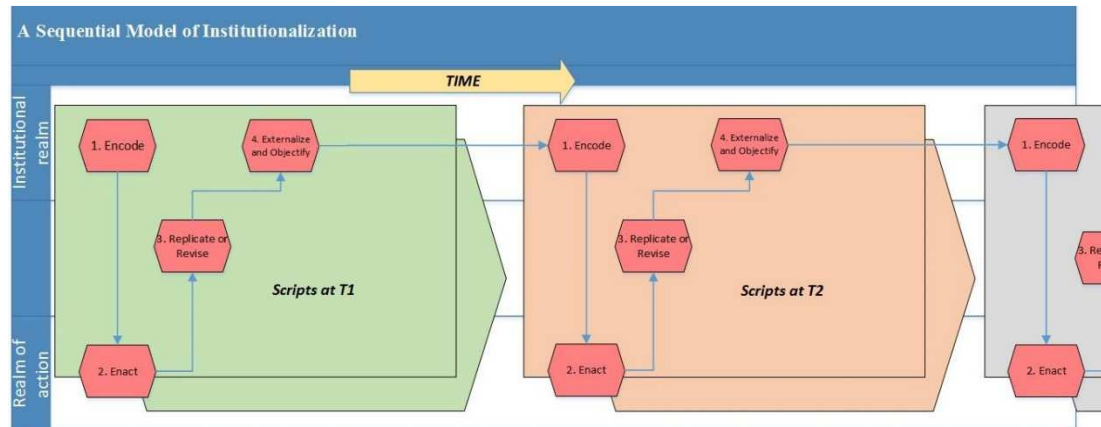 A Sequential Model of Institutionalization
TIME
Institutional
realm
1. Encode
4. Externalize
and Objectify
3. Replicate or
Revise
Scripts at T1
2. Enact
1. Encode
4. Externalize
and Objectify
3. Replicate or
Revise
Scripts at T2
2. Enact
1. Encode
3. Re
R
2. Enact
Realm of
action